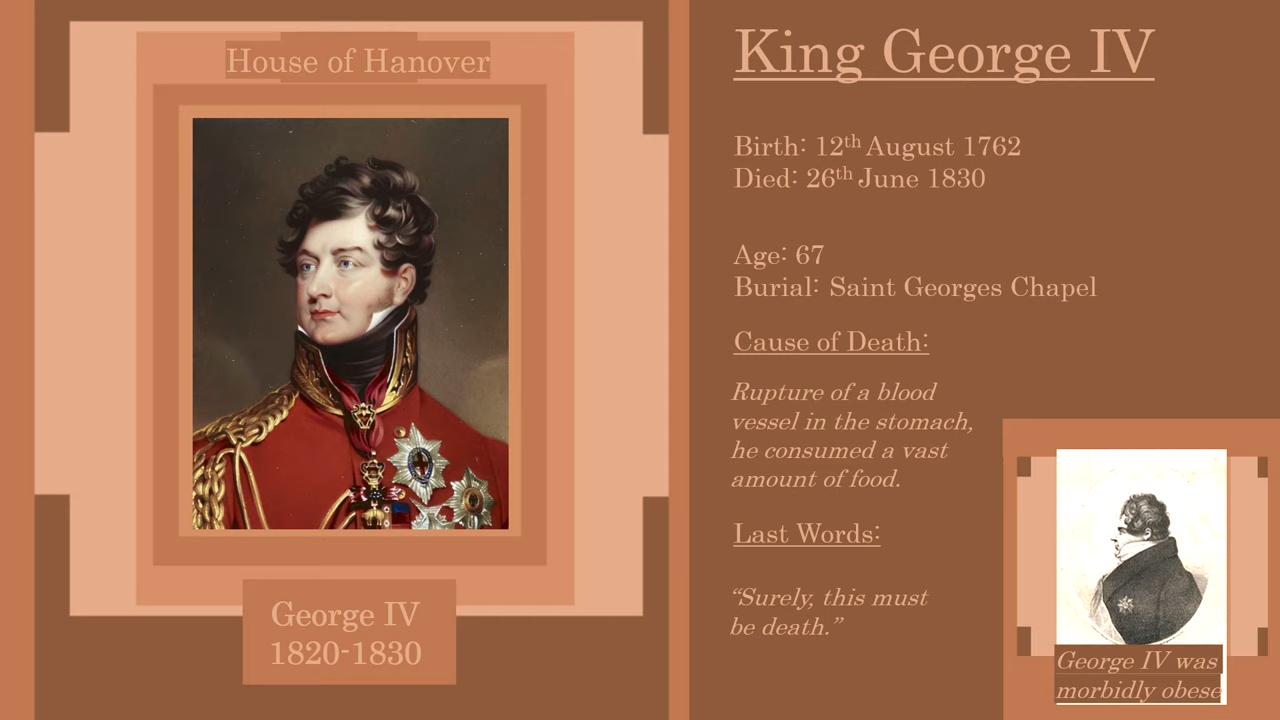 House of Hanover
George IV
1820-1830
King George IV
Birth: 12th August 1762
Died: 26th June 1830
Age: 67
Burial: Saint Georges Chapel
Cause of Death:
Rupture of a blood
vessel in the stomach,
he consumed a vast
amount of food.
Last Words:
“Surely, this must
be death.”
George IV was
morbidly obese